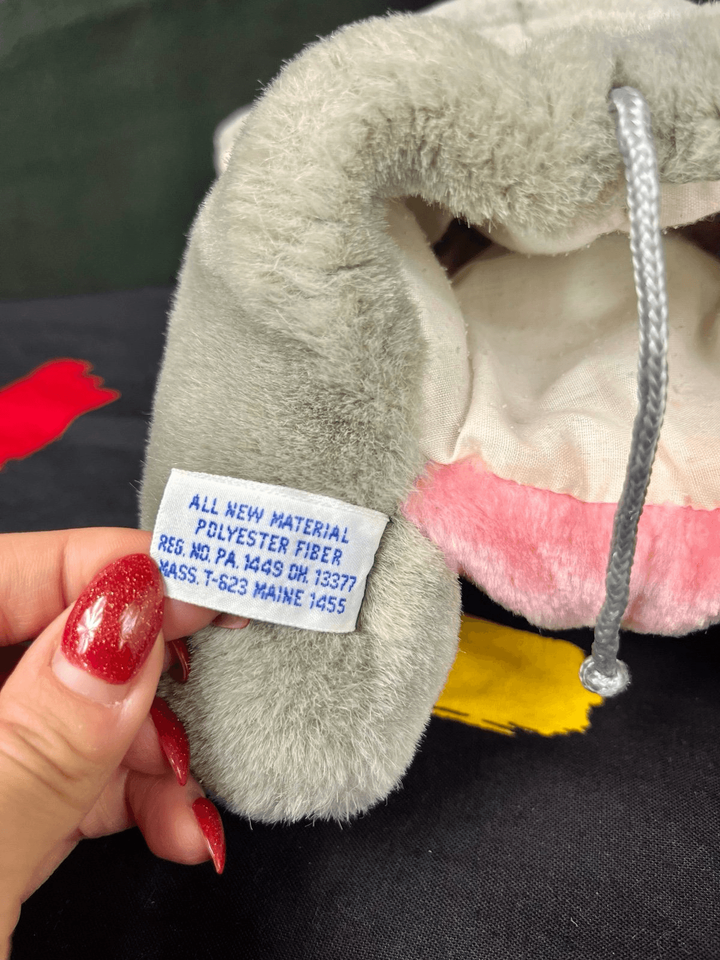 ALL NEW MATERIAL
POLYESTER FIBER
REG. NO. PA. 1449 OH. 13377
MASS. T-623 MAINE 1455